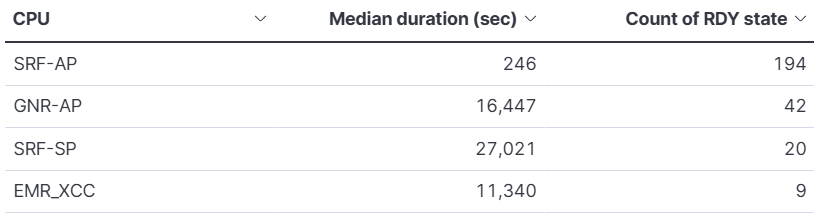 CPU Median duration (sec) Count of RDY state
SRF-AP 246 194
GNR-AP 16,447 42
SRF-SP 27,021 20
EMR_XCC 11,340 9